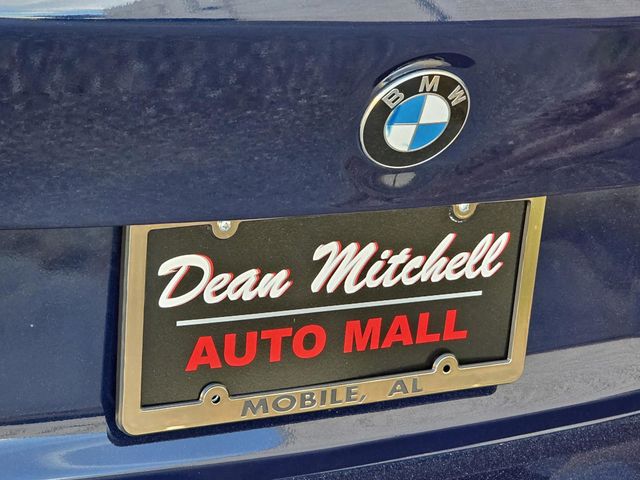 BMW
Dean Mitchell
AUTO MALL
MOBILE, AL